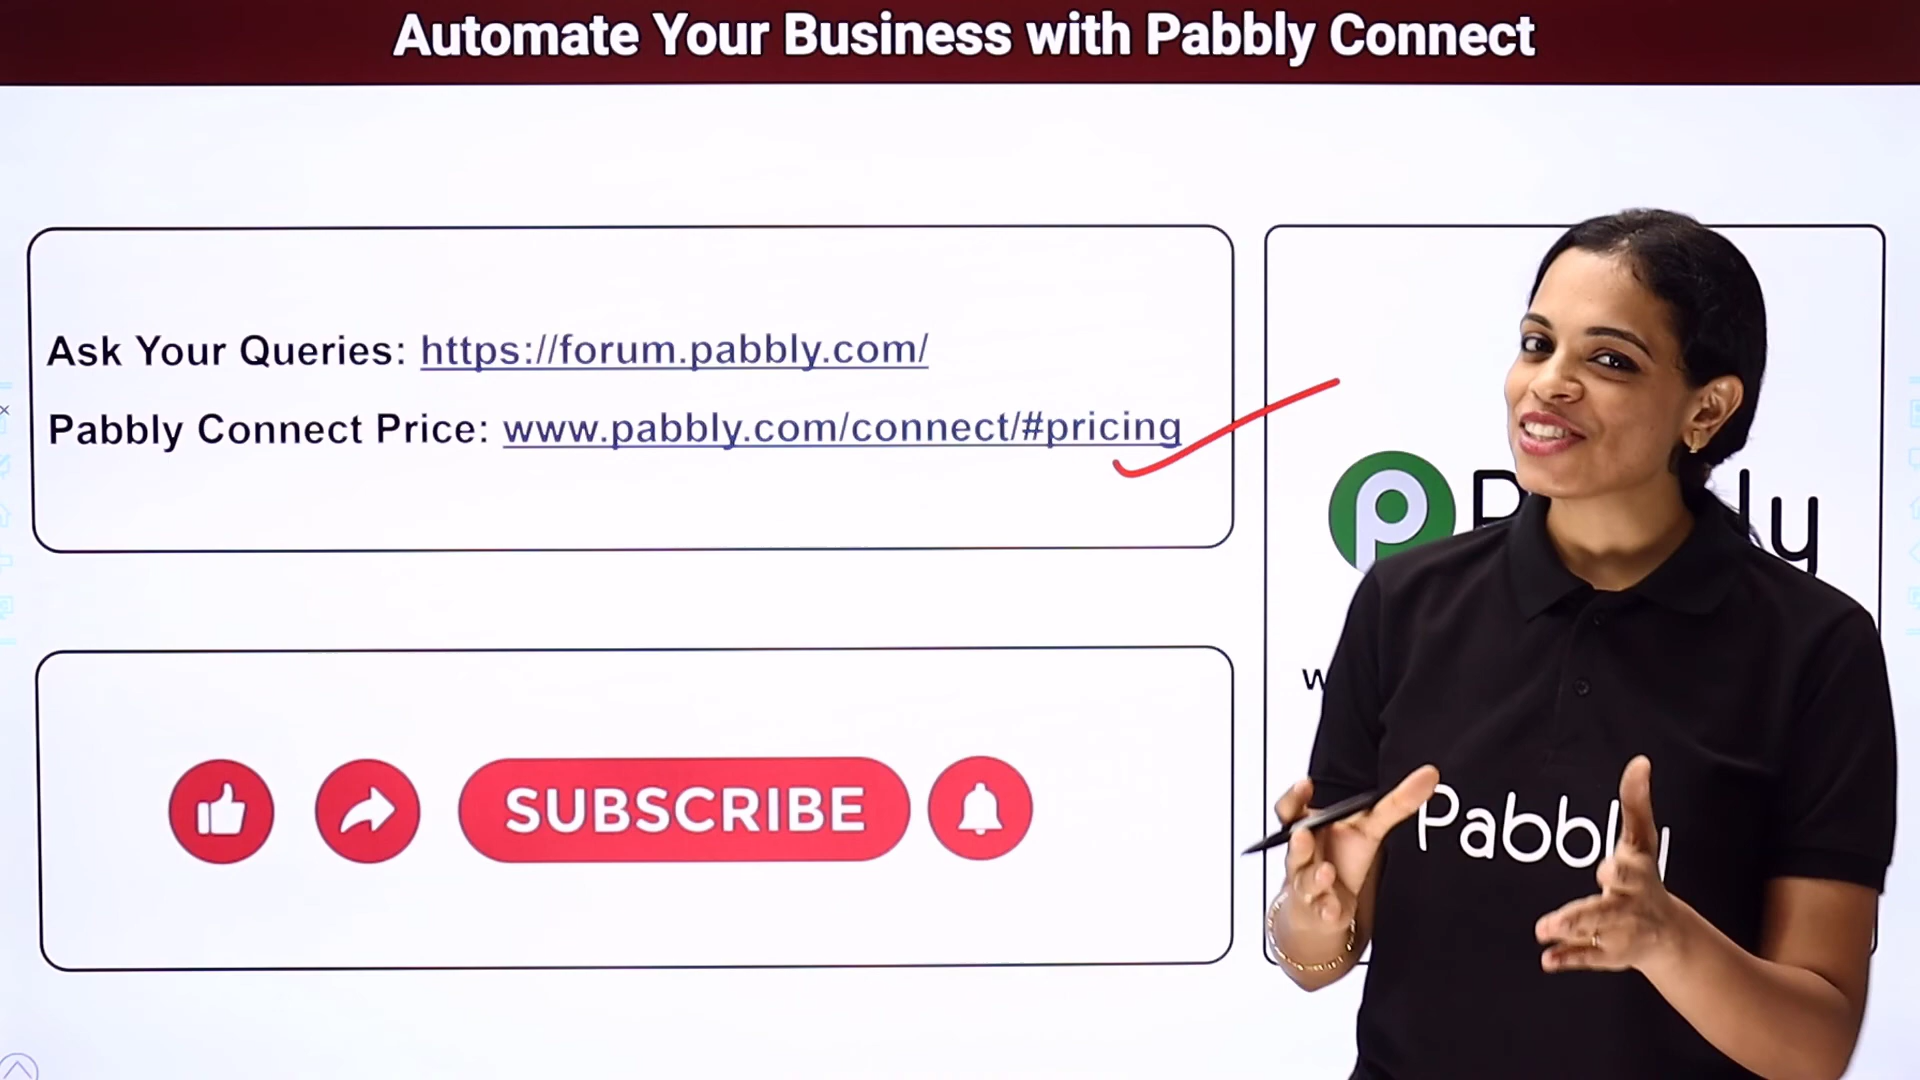 Automate Your Business with Pabbly Connect
Ask Your Queries: https://forum.pabbly.com/
Pabbly Connect Price: www.pabbly.com/connect/#pricing
SUBSCRIBE
Pabbly